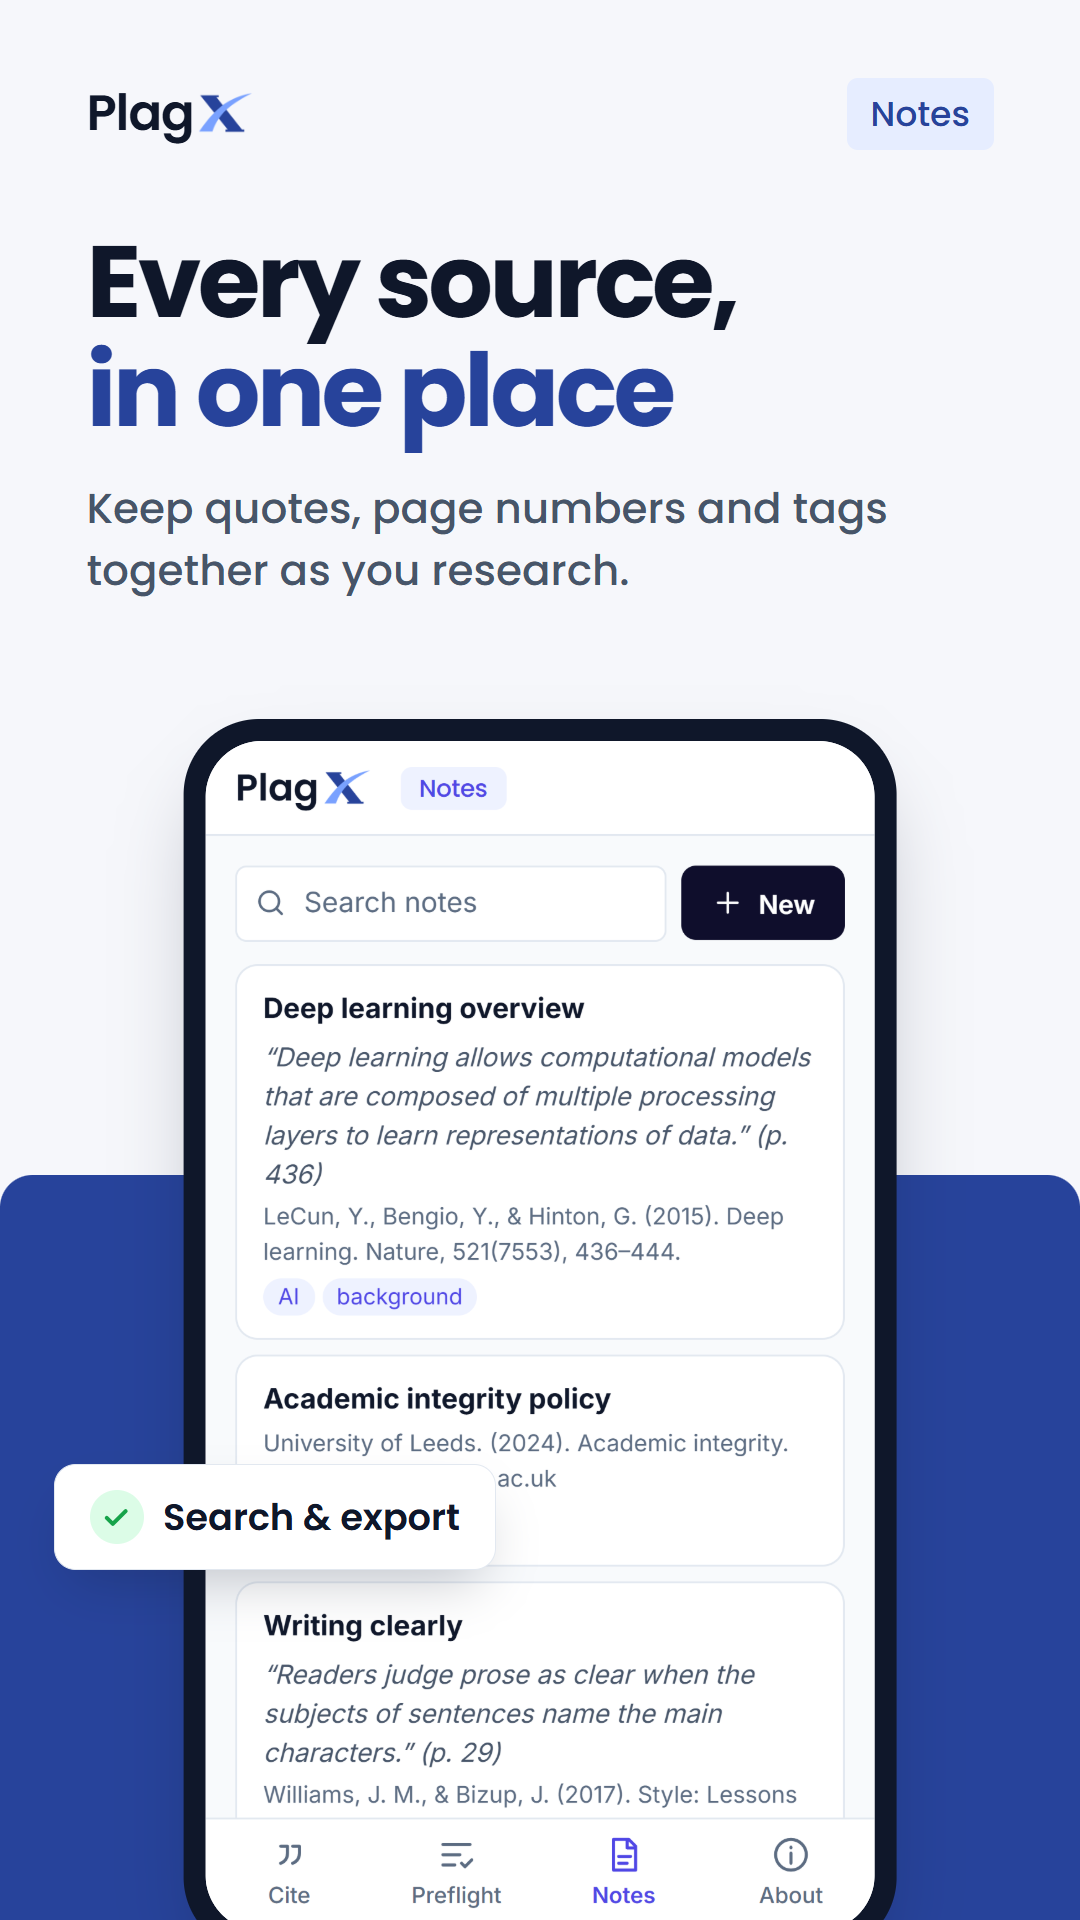 PlagX
Notes
Every source,
in one place
Keep quotes, page numbers and tags
together as you research.
PlagX
Notes
Search notes
New
Deep learning overview
“Deep learning allows computational models
that are composed of multiple processing
layers to learn representations of data.” (p.
436)
LeCun, Y., Bengio, Y., & Hinton, G. (2015). Deep
learning. Nature, 521(7553), 436–444.
AI
background
Academic integrity policy
University of Leeds. (2024). Academic integrity.
ac.uk
Search & export
Writing clearly
“Readers judge prose as clear when the
subjects of sentences name the main
characters.” (p. 29)
Williams, J. M., & Bizup, J. (2017). Style: Lessons
Cite
Preflight
Notes
About